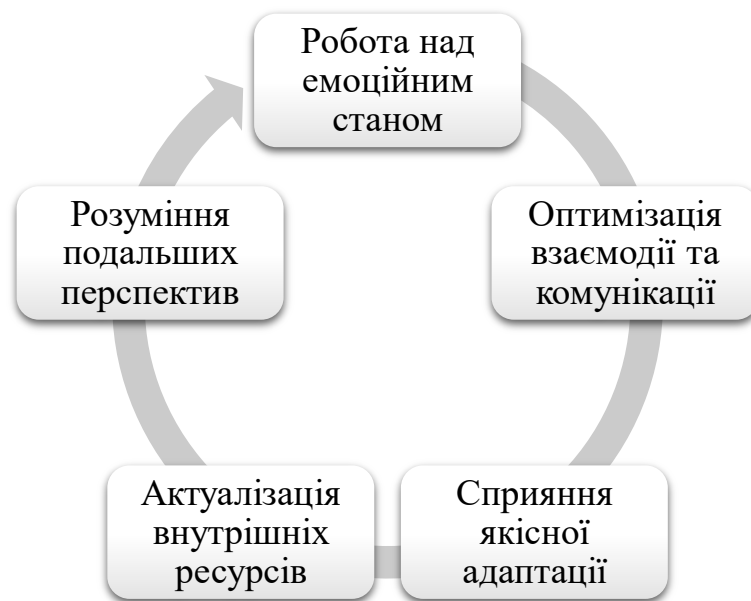 Робота над
емоційним
станом
Оптимізація
взаємодії та
комунікації
Сприяння
якісної
адаптації
Актуалізація
внутрішніх
ресурсів
Розуміння
подальших
перспектив